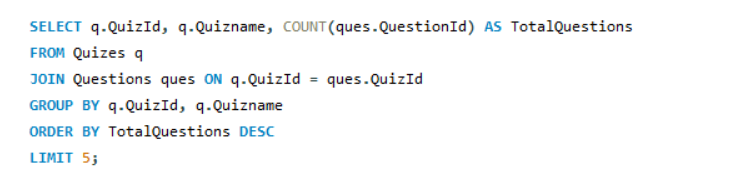 SELECT q.QuizId, q.Quizname, COUNT(ques.QuestionId) AS TotalQuestions
FROM Quizes q
JOIN Questions ques ON q.QuizId = ques.QuizId
GROUP BY q.QuizId, q.Quizname
ORDER BY TotalQuestions DESC
LIMIT 5;